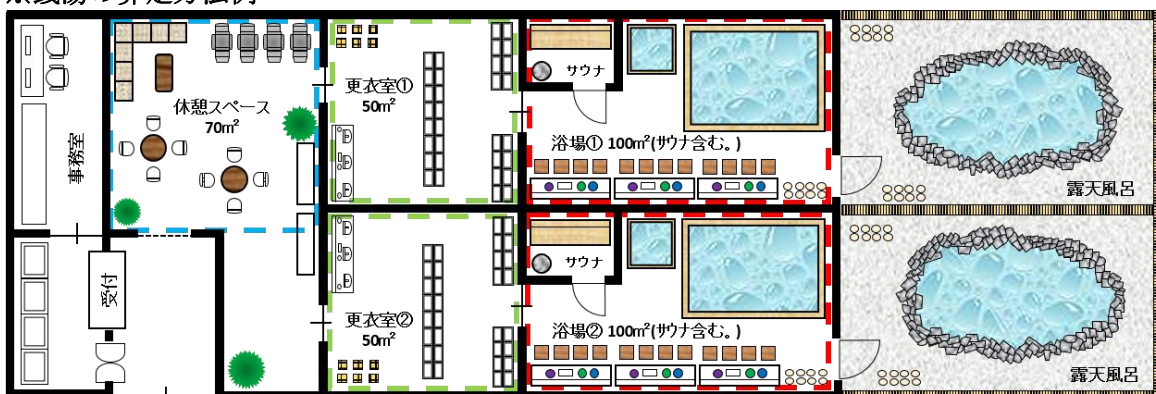 事務室
休憩スペース
70m²
受付
更衣室①
50m²
サウナ
浴場① 100m²(サウナ含む。)
露天風呂
更衣室②
50m²
サウナ
浴場② 100m²(サウナ含む。)
露天風呂